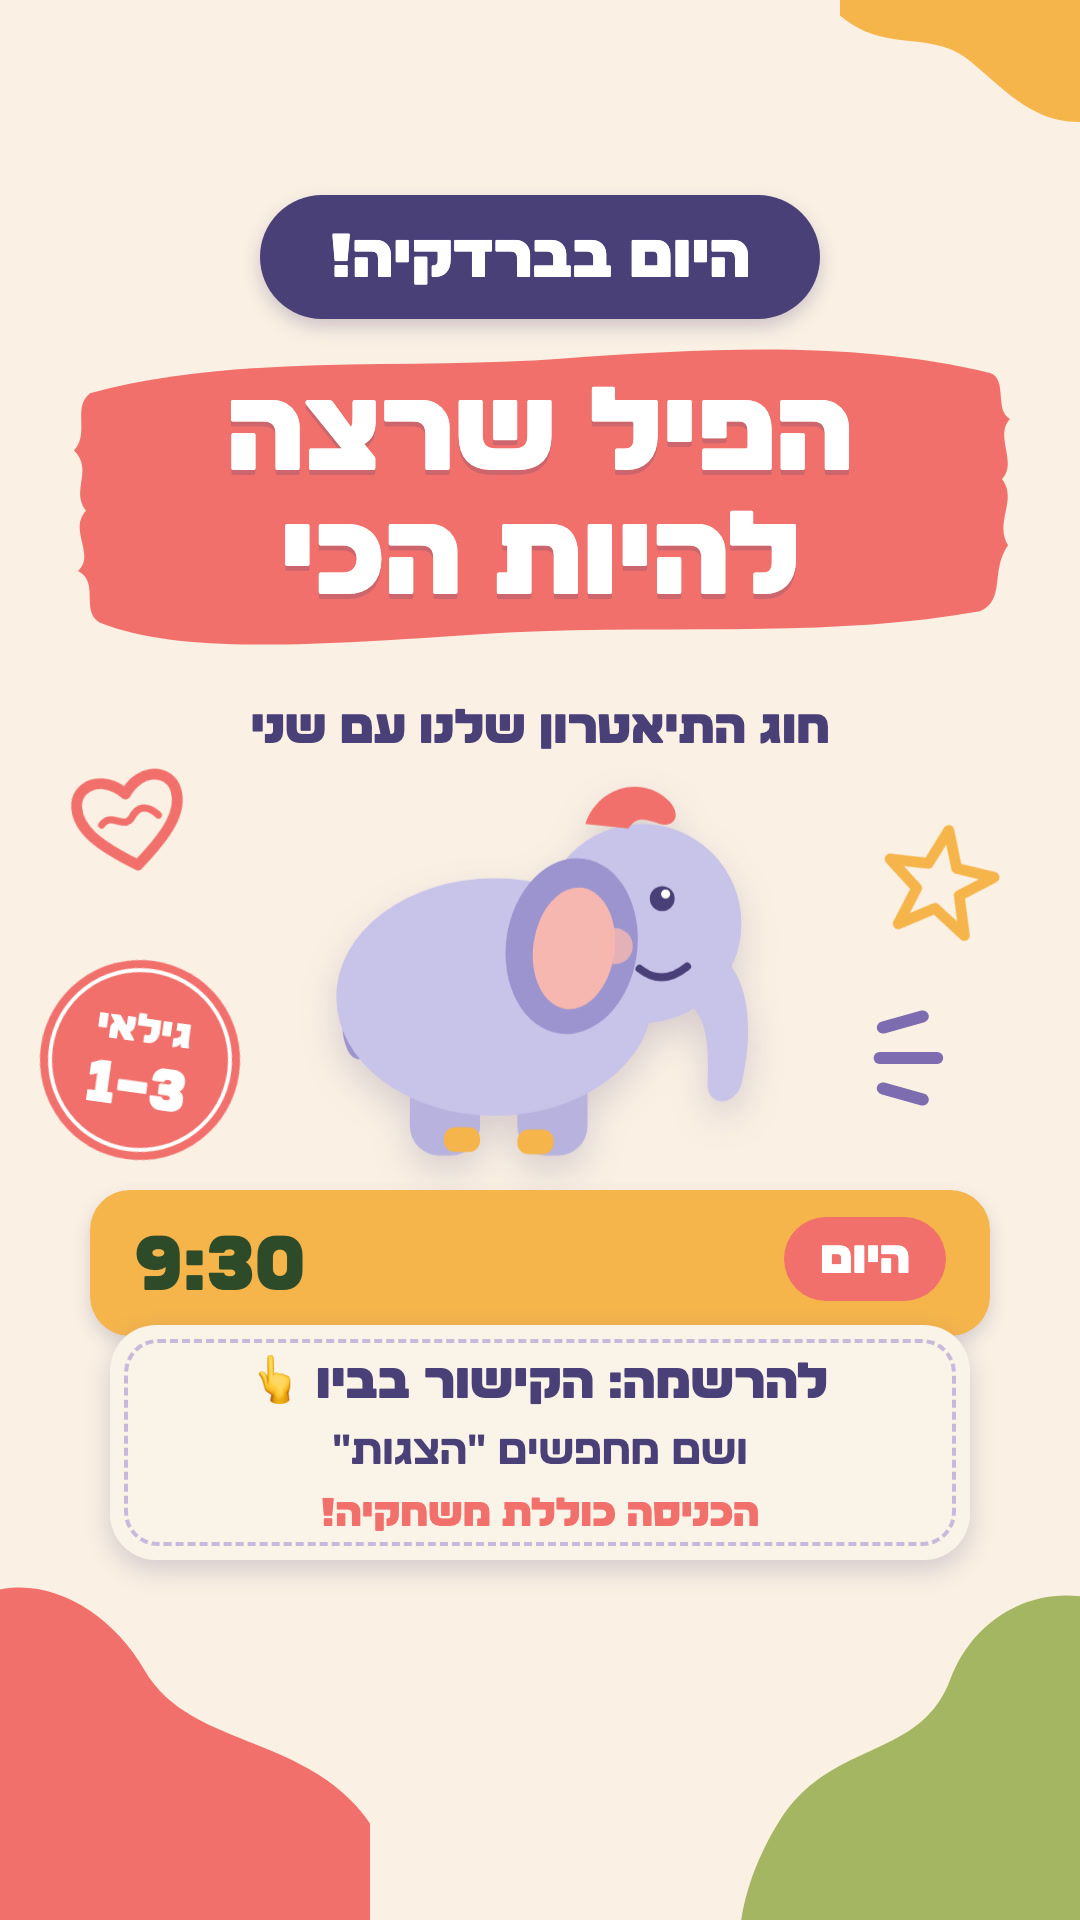 היום בברדקיה!
הפיל שרצה
להיות הכי
חוג התיאטרון שלנו עם שני
גילאי
1-3
היום
9:30
להרשמה: הקישור בביו 👆
ושם מחפשים "הצגות"
הכניסה כוללת משחקיה!